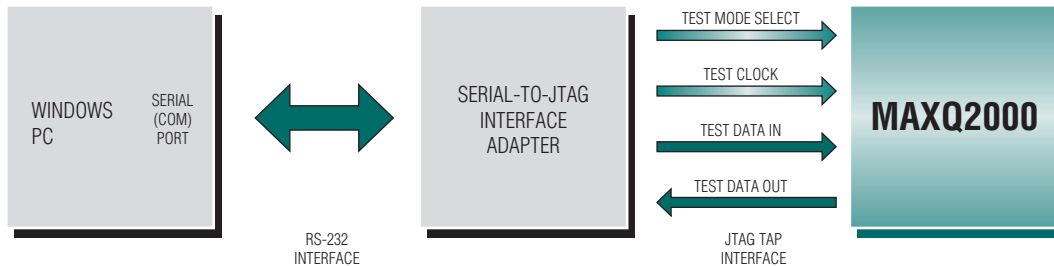 WINDOWS
PC
SERIAL
(COM)
PORT
RS-232
INTERFACE
SERIAL-TO-JTAG
INTERFACE
ADAPTER
TEST MODE SELECT
TEST CLOCK
TEST DATA IN
TEST DATA OUT
JTAG TAP
INTERFACE
MAXQ2000